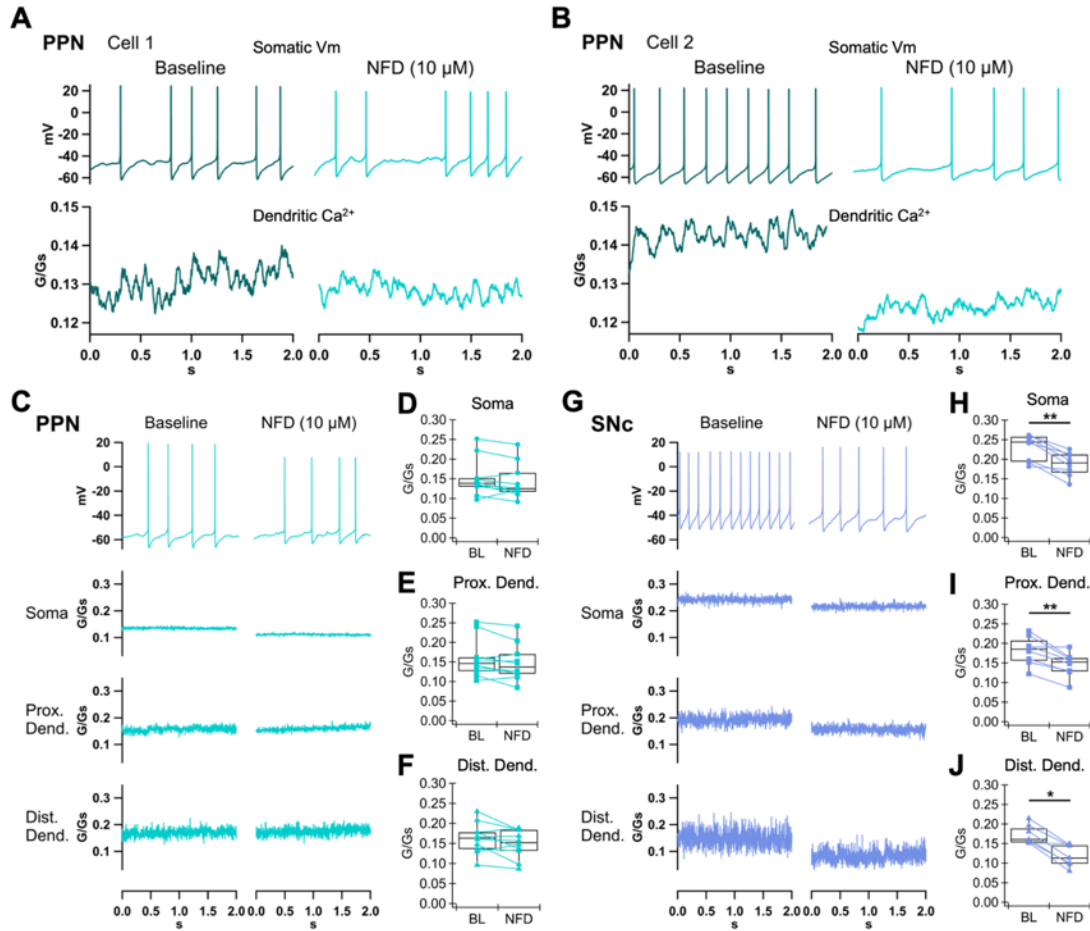 A
PPN Cell 1
Somatic Vm
Baseline
NFD (10 µM)
20
0
-20
-40
-60
mV
Dendritic Ca2+
0.15
0.14
0.13
0.12
G/Gs
0.0 0.5 1.0 1.5 2.0
s
0.0 0.5 1.0 1.5 2.0
s
B
PPN Cell 2
Somatic Vm
Baseline
NFD (10 µM)
20
0
-20
-40
-60
mV
Dendritic Ca2+
0.15
0.14
0.13
0.12
G/Gs
0.0 0.5 1.0 1.5 2.0
s
0.0 0.5 1.0 1.5 2.0
s
C
PPN
Baseline
NFD (10 µM)
20
0
-20
-40
-60
mV
Soma
0.3
0.2
0.1
G/Gs
Prox.
Dend.
0.3
0.2
0.1
G/Gs
Dist.
Dend.
0.3
0.2
0.1
G/Gs
0.0 0.5 1.0 1.5 2.0
s
0.0 0.5 1.0 1.5 2.0
s
D
Soma
0.30
0.25
0.20
0.15
0.10
0.05
0.00
G/Gs
BL NFD
E
Prox. Dend.
0.30
0.25
0.20
0.15
0.10
0.05
0.00
G/Gs
BL NFD
F
Dist. Dend.
0.30
0.25
0.20
0.15
0.10
0.05
0.00
G/Gs
BL NFD
G
SNc
Baseline
NFD (10 µM)
20
0
-20
-40
-60
mV
Soma
0.3
0.2
0.1
G/Gs
Prox.
Dend.
0.3
0.2
0.1
G/Gs
Dist.
Dend.
0.3
0.2
0.1
G/Gs
0.0 0.5 1.0 1.5 2.0
s
0.0 0.5 1.0 1.5 2.0
s
H
Soma
**
0.30
0.25
0.20
0.15
0.10
0.05
0.00
G/Gs
BL NFD
I
Prox. Dend.
**
0.30
0.25
0.20
0.15
0.10
0.05
0.00
G/Gs
BL NFD
J
Dist. Dend.
*
0.30
0.25
0.20
0.15
0.10
0.05
0.00
G/Gs
BL NFD